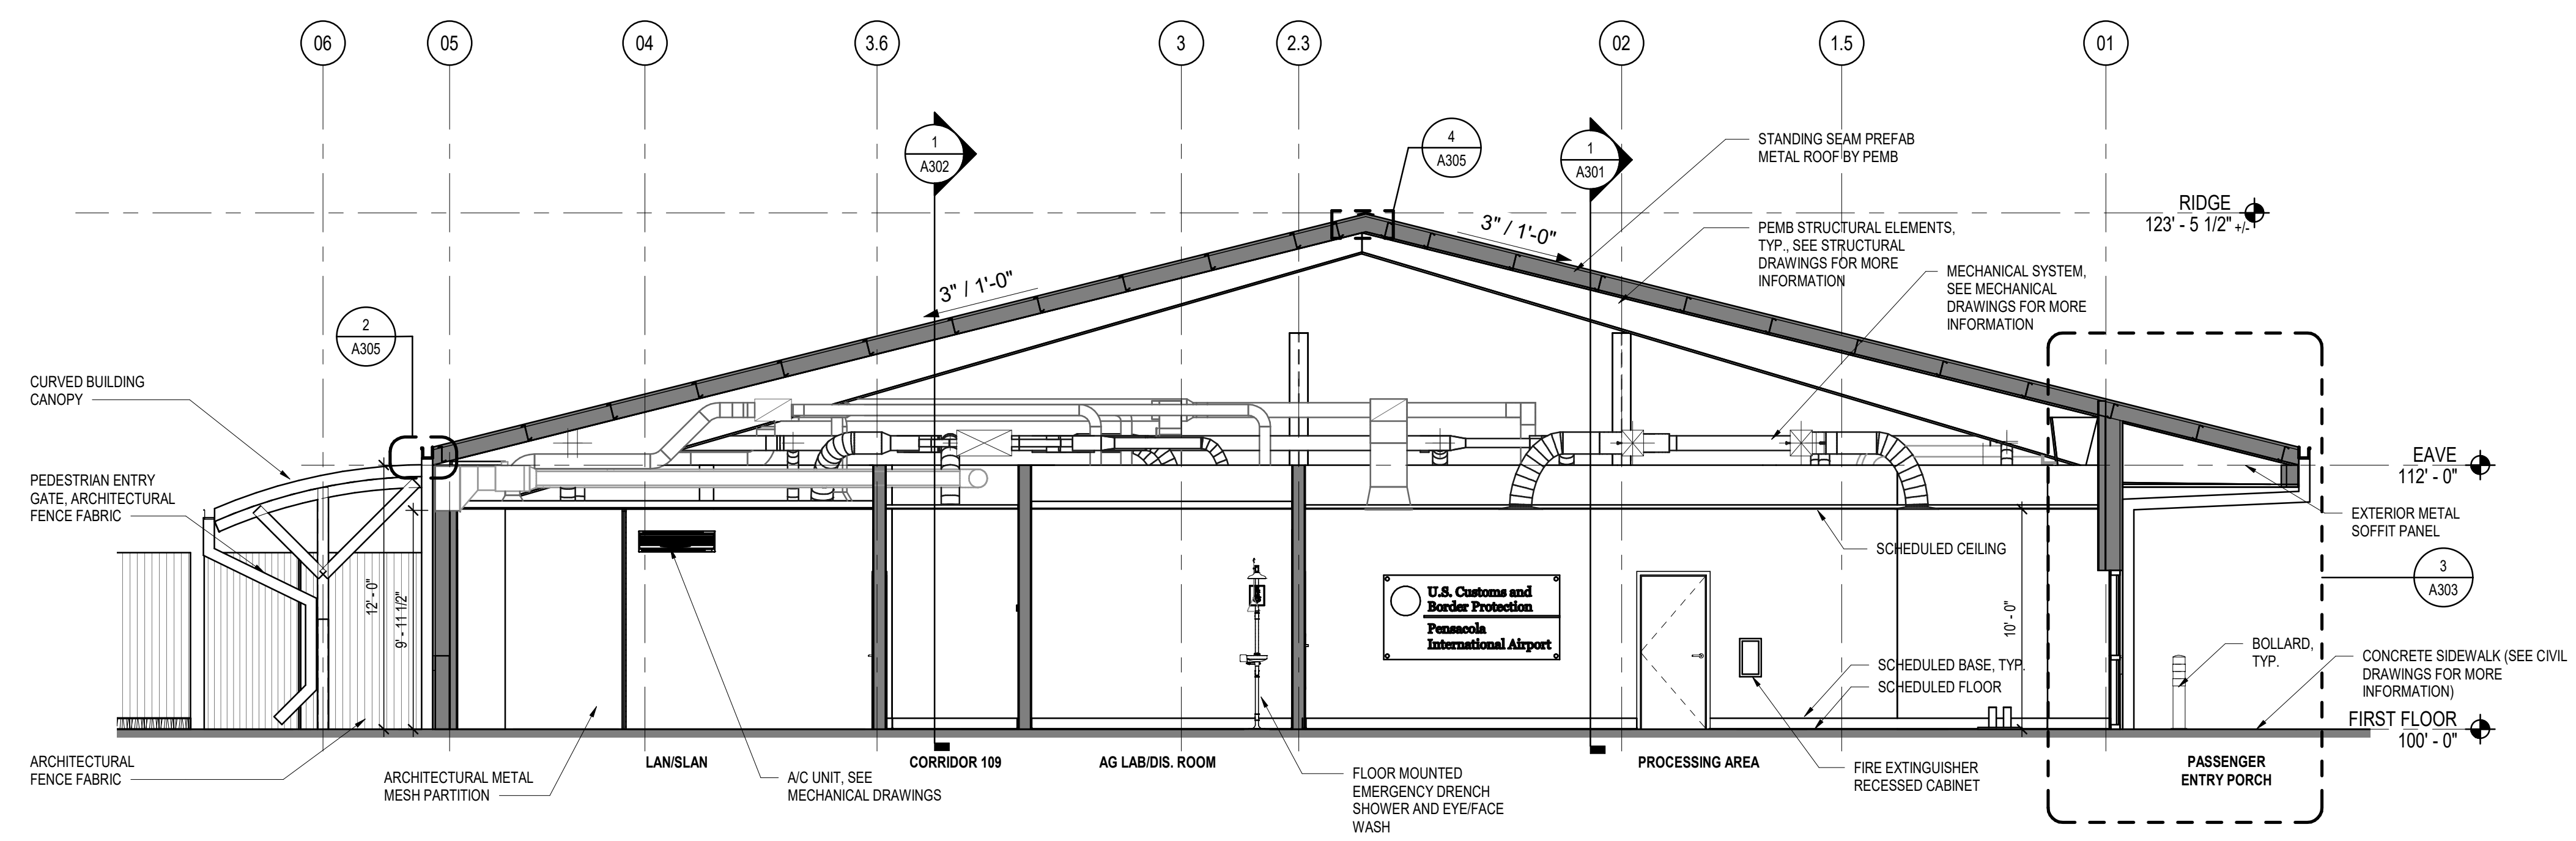 06
05
04
3.6
3
2.3
02
1.5
01
1
A302
4
A305
1
A301
STANDING SEAM PREFAB
METAL ROOF BY PEMB
RIDGE
123' - 5 1/2" +/-
3" / 1'-0"
3" / 1'-0"
PEMB STRUCTURAL ELEMENTS,
TYP., SEE STRUCTURAL
DRAWINGS FOR MORE
INFORMATION
MECHANICAL SYSTEM,
SEE MECHANICAL
DRAWINGS FOR MORE
INFORMATION
2
A305
CURVED BUILDING
CANOPY
PEDESTRIAN ENTRY
GATE, ARCHITECTURAL
FENCE FABRIC
EAVE
112' - 0"
EXTERIOR METAL
SOFFIT PANEL
SCHEDULED CEILING
3
A303
12' - 0"
9' - 11 1/2"
10' - 0"
U.S. Customs and
Border Protection
Pensacola
International Airport
SCHEDULED BASE, TYP.
SCHEDULED FLOOR
BOLLARD,
TYP.
CONCRETE SIDEWALK (SEE CIVIL
DRAWINGS FOR MORE
INFORMATION)
FIRST FLOOR
100' - 0"
ARCHITECTURAL
FENCE FABRIC
ARCHITECTURAL METAL
MESH PARTITION
LAN/SLAN
A/C UNIT, SEE
MECHANICAL DRAWINGS
CORRIDOR 109
AG LAB/DIS. ROOM
FLOOR MOUNTED
EMERGENCY DRENCH
SHOWER AND EYE/FACE
WASH
PROCESSING AREA
FIRE EXTINGUISHER
RECESSED CABINET
PASSENGER
ENTRY PORCH